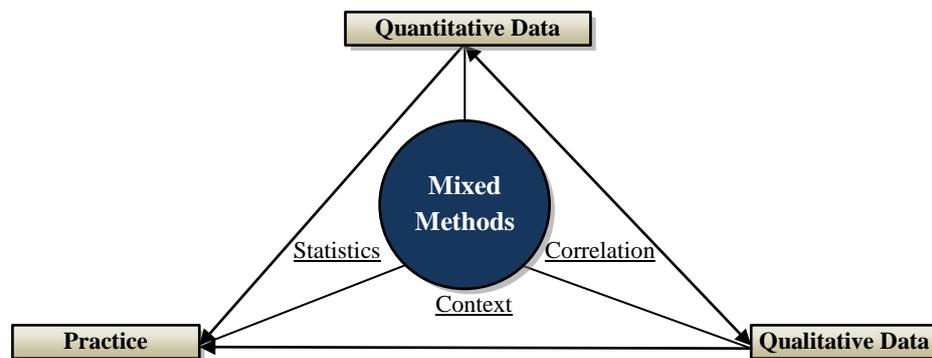 Quantitative Data
Mixed
Methods
Statistics
Correlation
Context
Practice
Qualitative Data